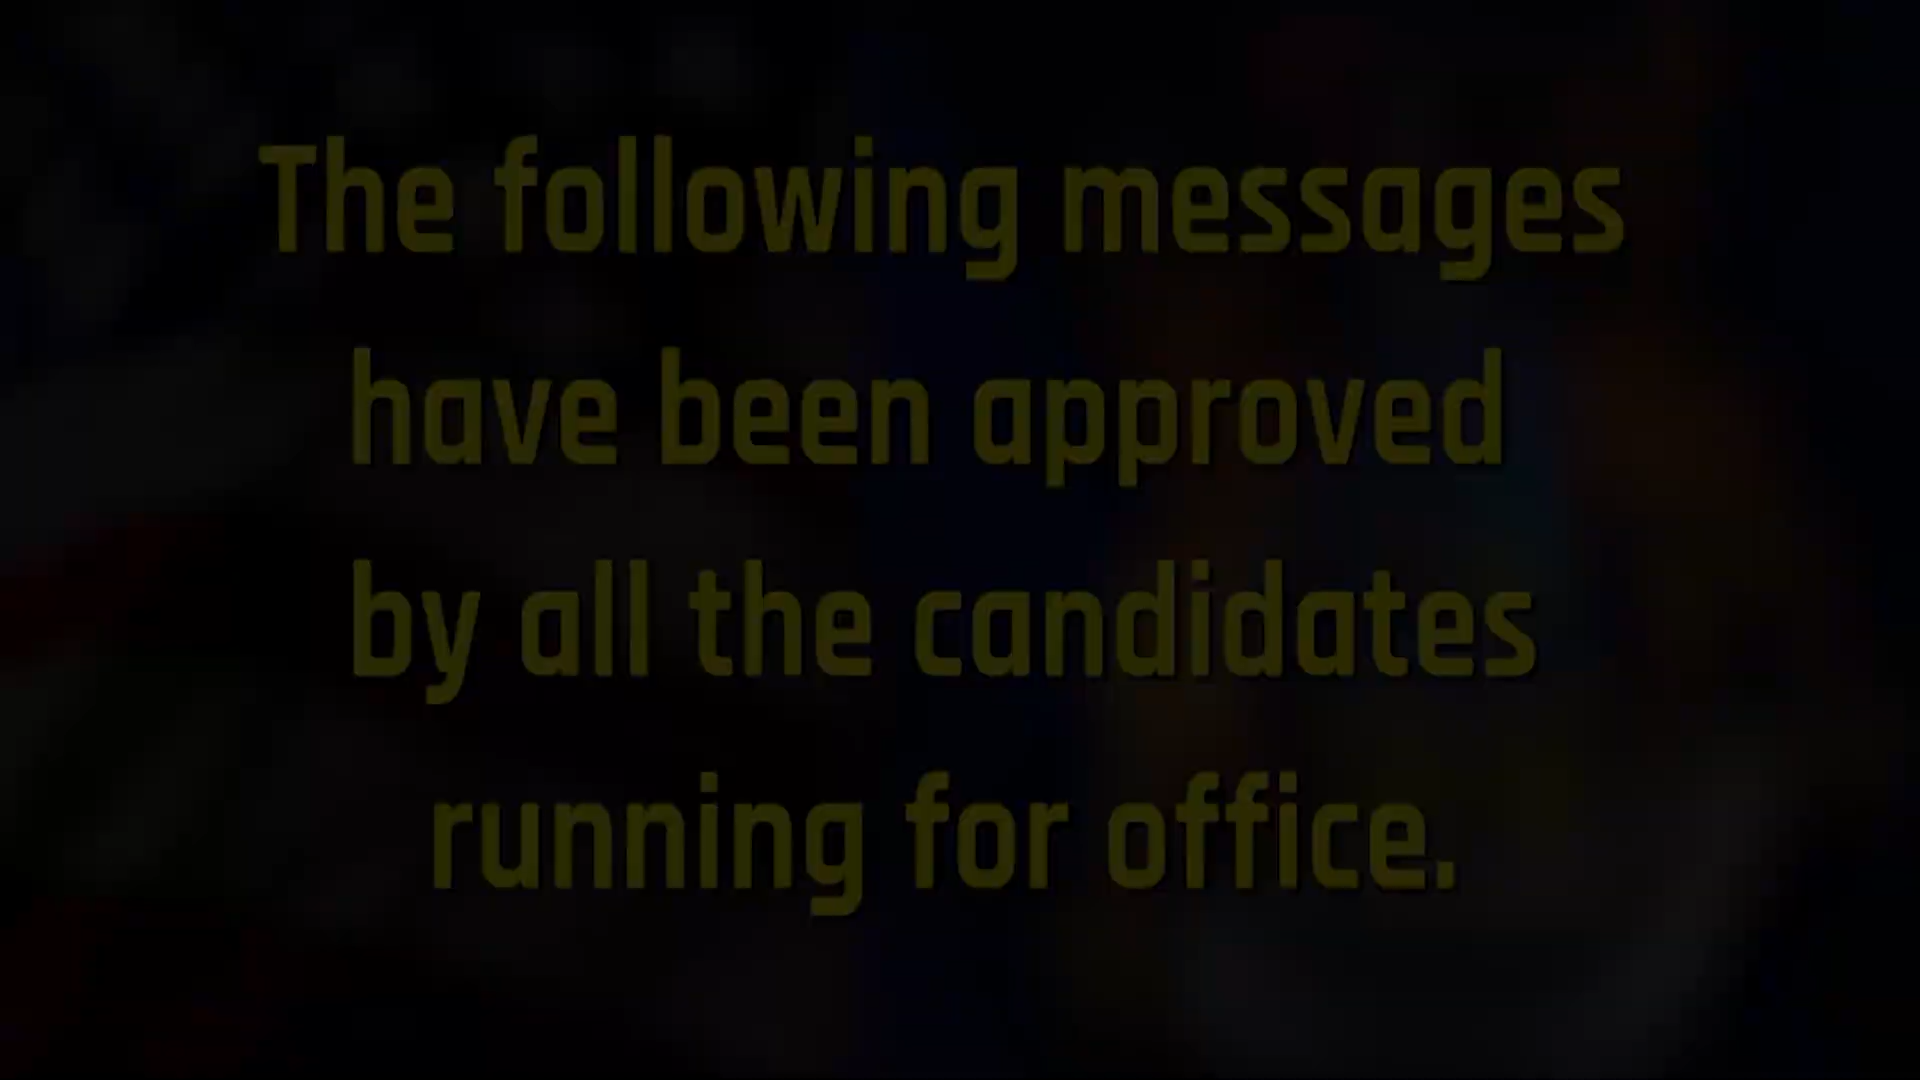 The following messages
have been approved
by all the candidates
running for office.